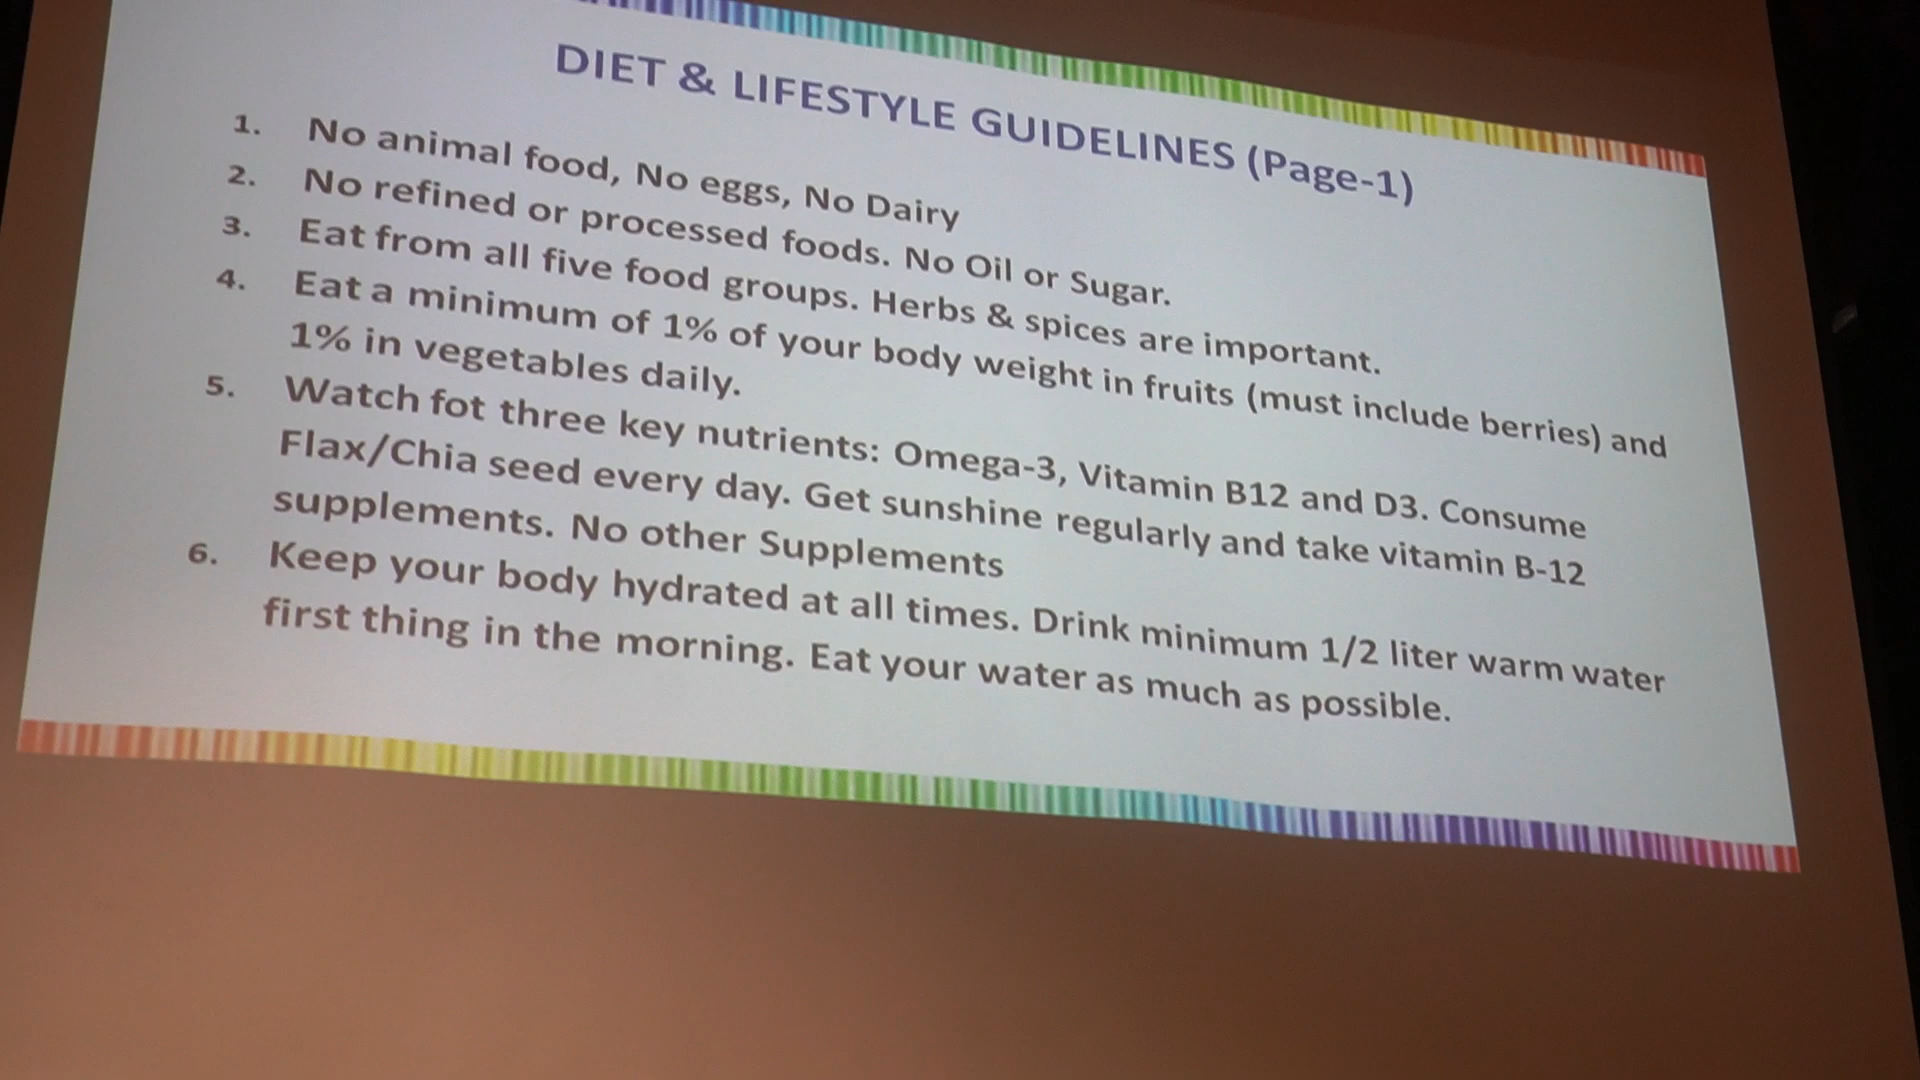 DIET & LIFESTYLE GUIDELINES (Page-1)
1. No animal food, No eggs, No Dairy
2. No refined or processed foods. No Oil or Sugar.
3. Eat from all five food groups. Herbs & spices are important.
4. Eat a minimum of 1% of your body weight in fruits (must include berries) and
1% in vegetables daily.
5. Watch fot three key nutrients: Omega-3, Vitamin B12 and D3. Consume
Flax/Chia seed every day. Get sunshine regularly and take vitamin B-12
supplements. No other Supplements
6. Keep your body hydrated at all times. Drink minimum 1/2 liter warm water
first thing in the morning. Eat your water as much as possible.